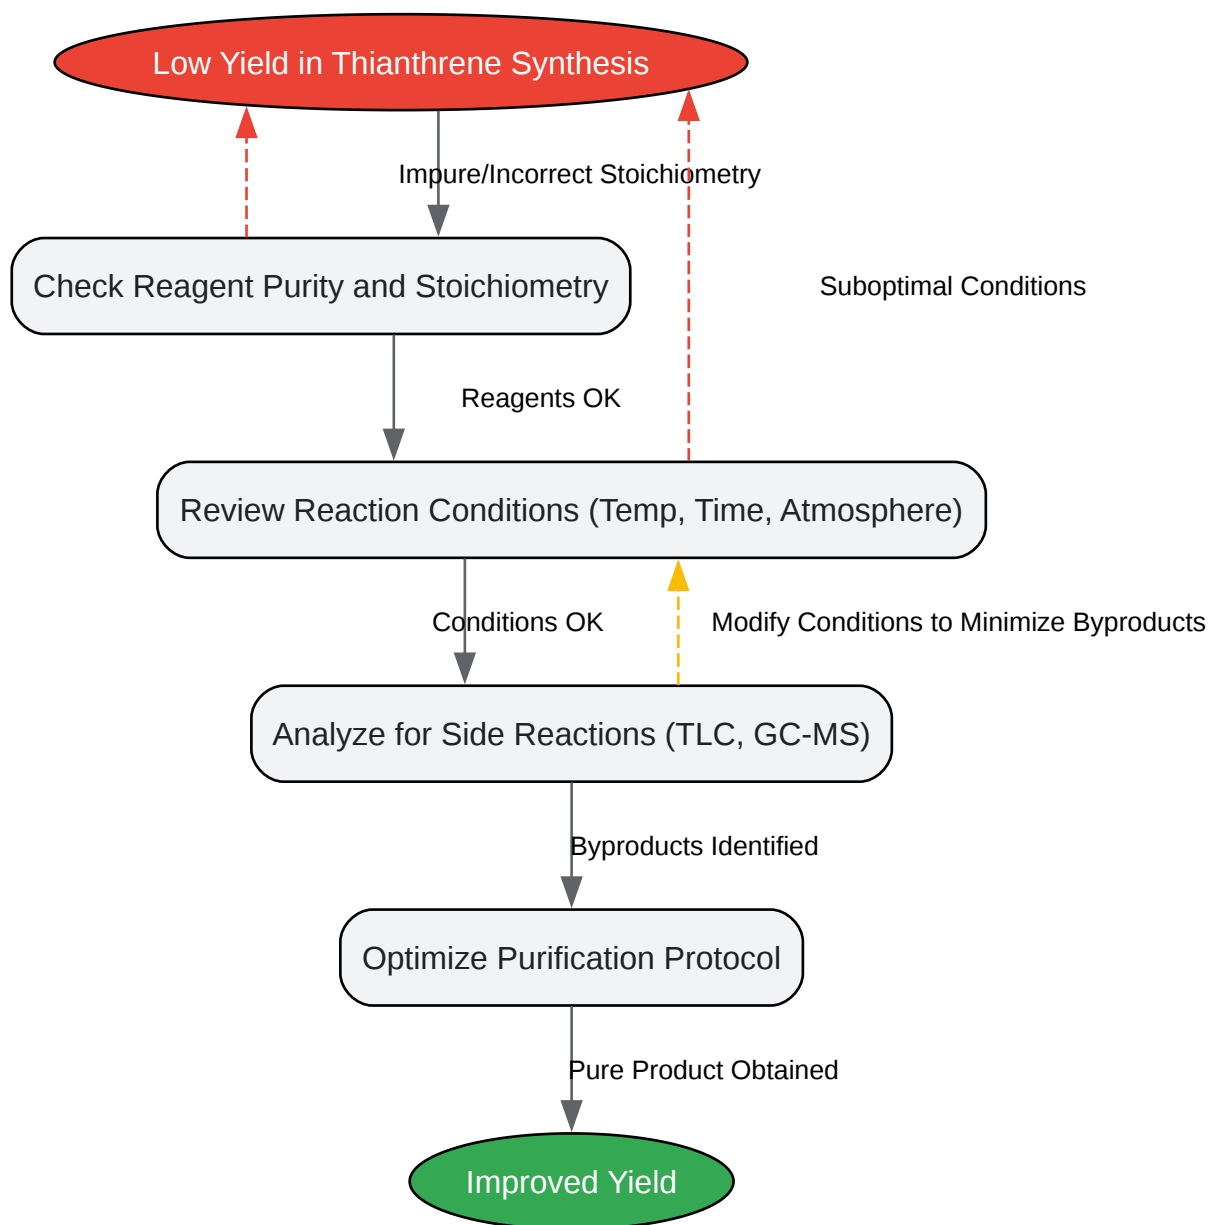 Low Yield in Thianthrene Synthesis
Impure/Incorrect Stoichiometry
Check Reagent Purity and Stoichiometry
Suboptimal Conditions
Reagents OK
Review Reaction Conditions (Temp, Time, Atmosphere)
Conditions OK
Modify Conditions to Minimize Byproducts
Analyze for Side Reactions (TLC, GC-MS)
Byproducts Identified
Optimize Purification Protocol
Pure Product Obtained
Improved Yield